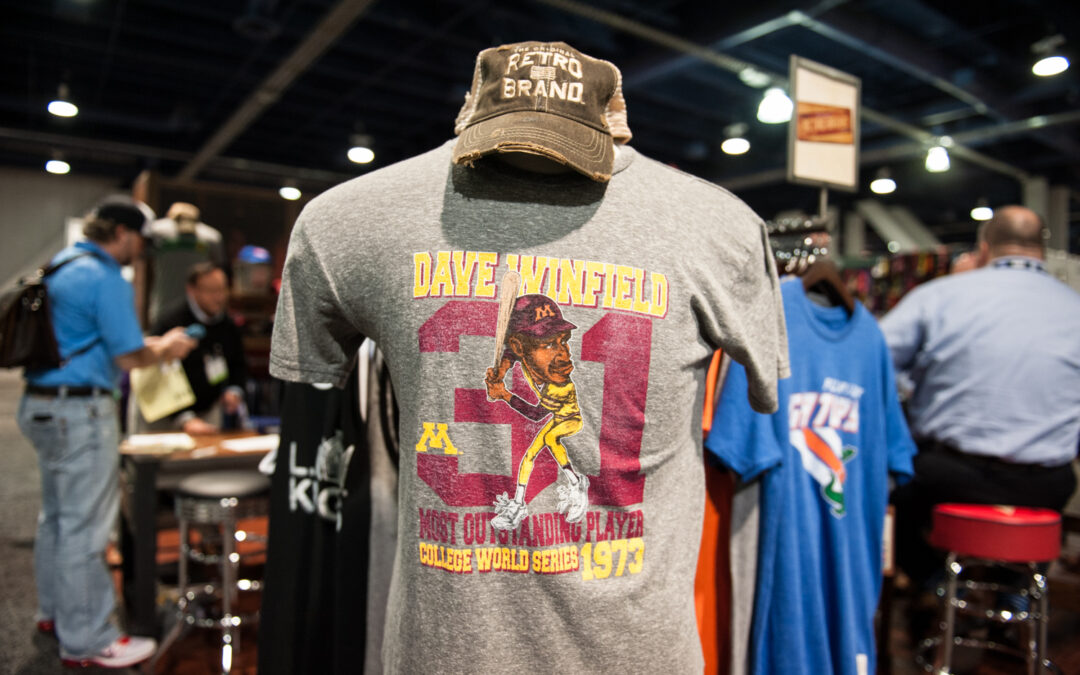 THE ORIGINAL
RETRO
BRAND
DAVE WINFIELD
31
M
M
MOST OUTSTANDING PLAYER
COLLEGE WORLD SERIES 1973
L.A.